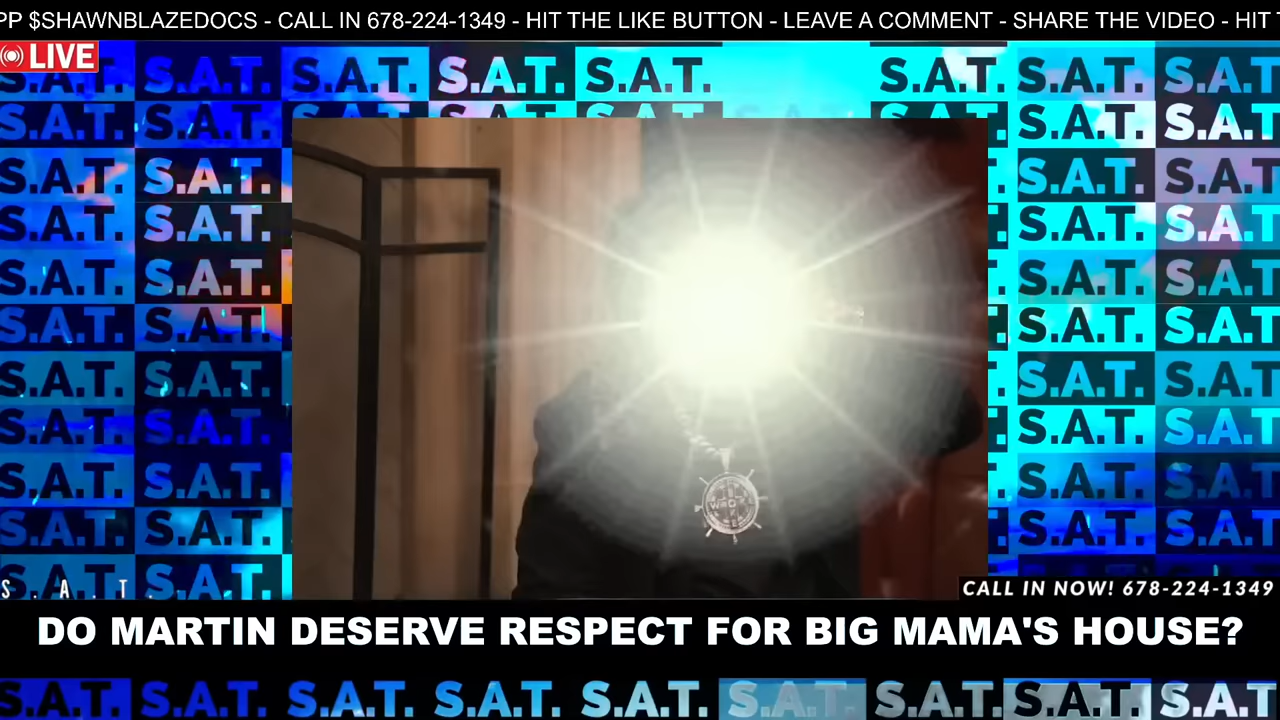 PP $SHAWNBLAZEDOCS - CALL IN 678-224-1349 - HIT THE LIKE BUTTON - LEAVE A COMMENT - SHARE THE VIDEO - HIT
LIVE
S.A.T. S.A.T. S.A.T. S.A.T. S.A.T. S.A.T. S.A.T. S.A.T.
S.A.T. S.A.T. S.A.T. S.A.T.
S.A.T. S.A.T. S.A.T. S.A.T.
S.A.T. S.A.T. S.A.T. S.A.T.
S.A.T. S.A.T. S.A.T. S.A.T.
S.A.T. S.A.T. S.A.T. S.A.T.
S.A.T. S.A.T. S.A.T. S.A.T.
S.A.T. S.A.T. S.A.T. S.A.T.
S.A.T. S.A.T. S.A.T. S.A.T.
S.A.T. S.A.T. S.A.T. S.A.T.
S.A.T. S.A.T.
S. A. T.
CALL IN NOW! 678-224-1349
DO MARTIN DESERVE RESPECT FOR BIG MAMA'S HOUSE?
S.A.T. S.A.T. S.A.T. S.A.T. S.A.T. S.A.T. S.A.T. S.A.T. S.A.T.